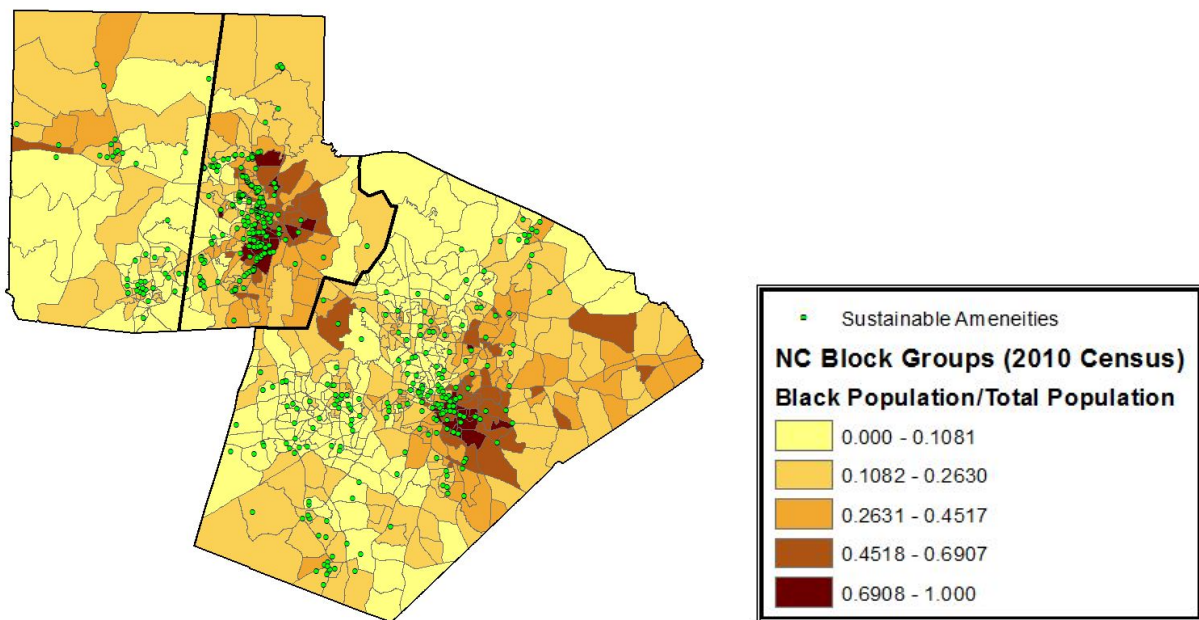 Sustainable Ameneities
NC Block Groups (2010 Census)
Black Population/Total Population
0.000 - 0.1081
0.1082 - 0.2630
0.2631 - 0.4517
0.4518 - 0.6907
0.6908 - 1.000